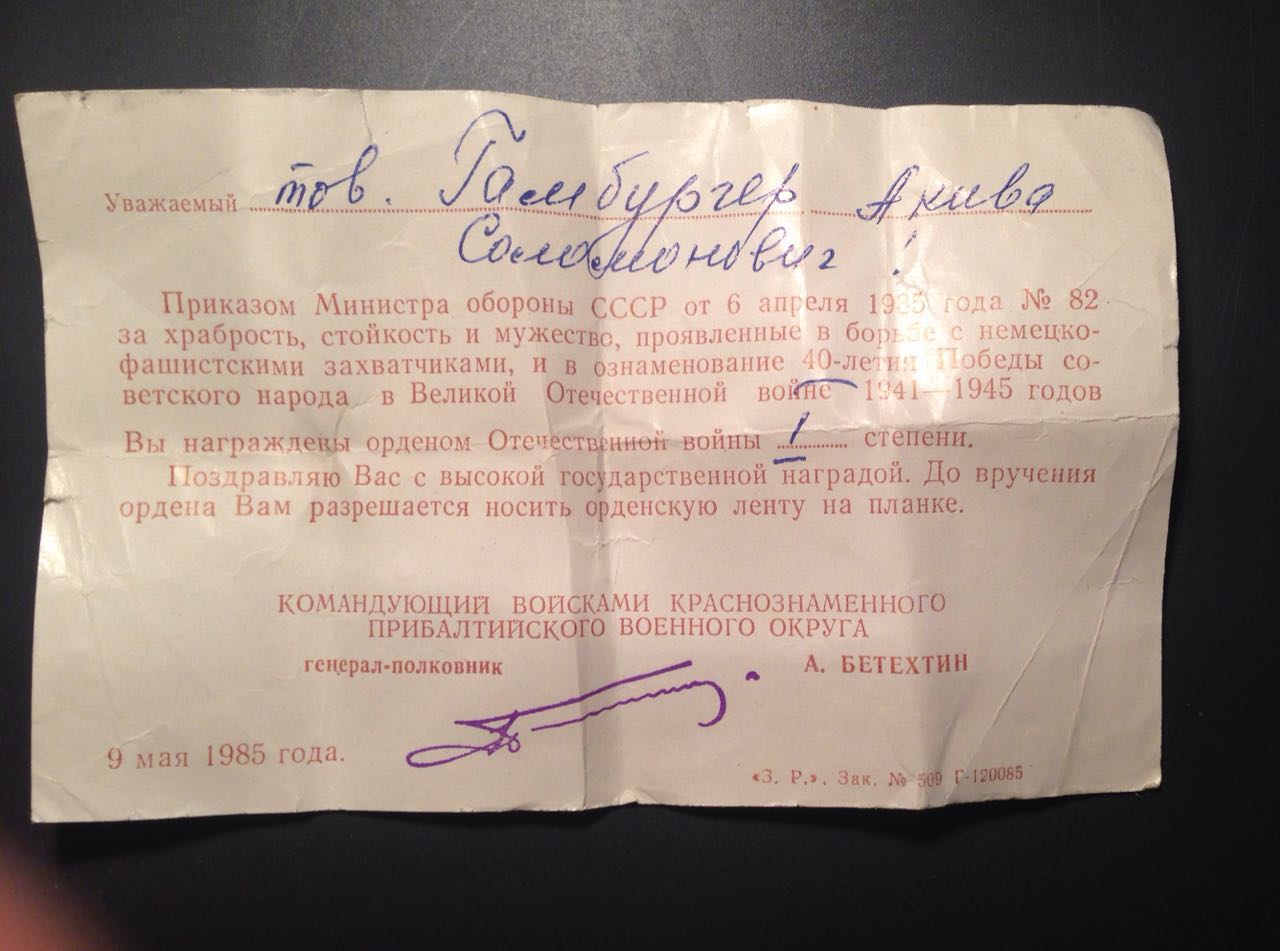 Уважаемый тов. Гамбургер Акива
Соломонович !
Приказом Министра обороны СССР от 6 апреля 1985 года № 82
за храбрость, стойкость и мужество, проявленные в борьбе с немецко-
фашистскими захватчиками, и в ознаменование 40-летия Победы со-
ветского народа в Великой Отечественной войне 1941—1945 годов
Вы награждены орденом Отечественной войны I степени.
Поздравляю Вас с высокой государственной наградой. До вручения
ордена Вам разрешается носить орденскую ленту на планке.
КОМАНДУЮЩИЙ ВОЙСКАМИ КРАСНОЗНАМЕННОГО
ПРИБАЛТИЙСКОГО ВОЕННОГО ОКРУГА
генерал-полковник А. БЕТЕХТИН
9 мая 1985 года.
«З. Р.». Зак. № 509 Г-120085